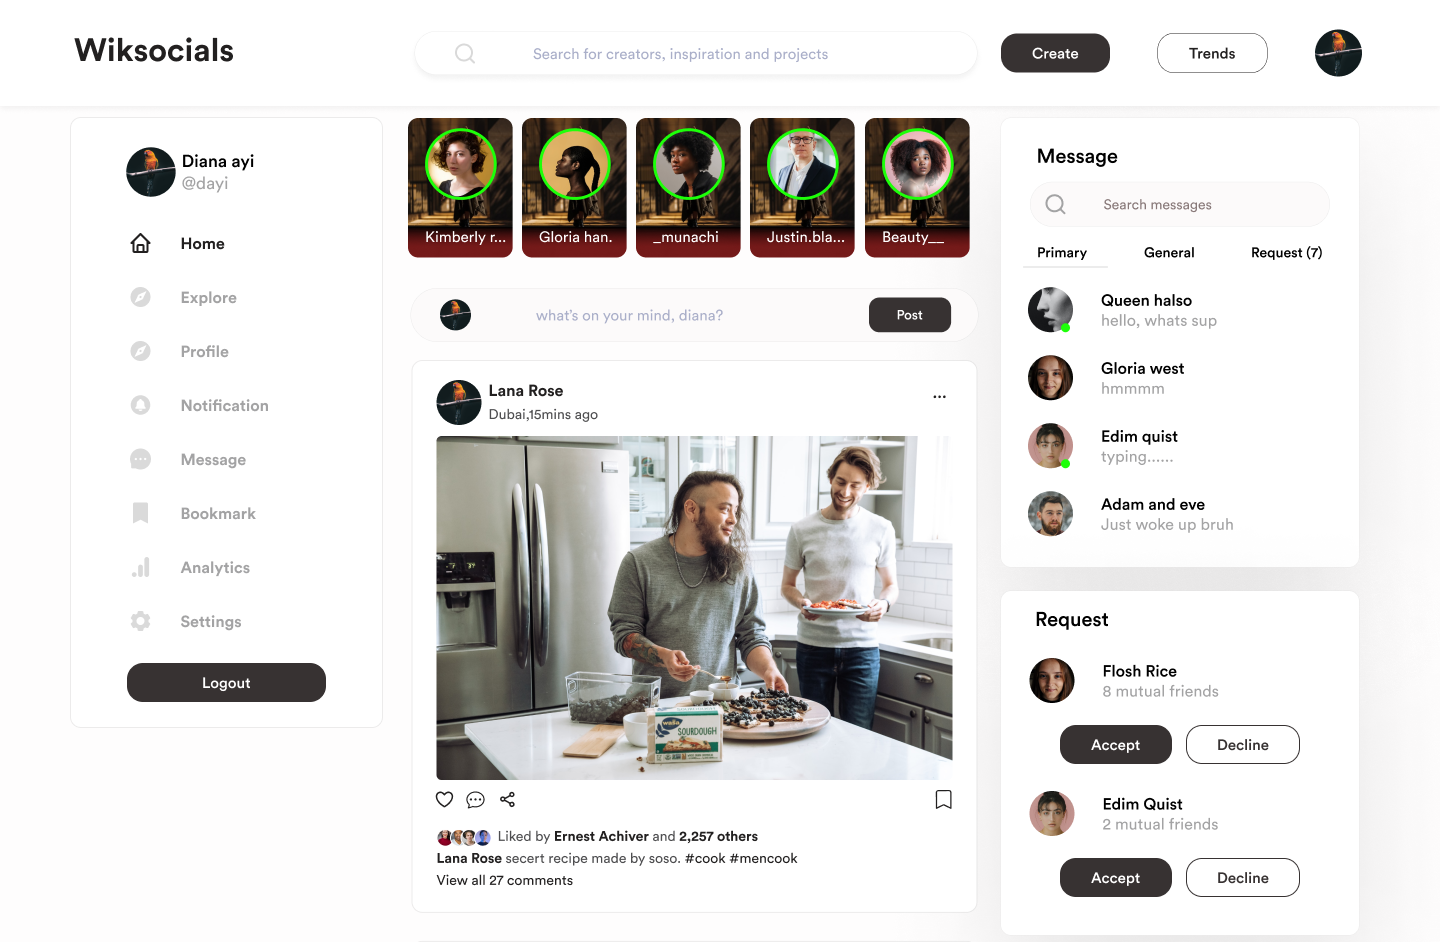 Wiksocials
Search for creators, inspiration and projects
Create
Trends
Diana ayi
@dayi
Home
Explore
Profile
Notification
Message
Bookmark
Analytics
Settings
Logout
Kimberly r...
Gloria han.
_munachi
Justin.bla...
Beauty__
what's on your mind, diana?
Post
Lana Rose
Dubai,15mins ago
...
walla
SOURDOUGH
Liked by Ernest Achiver and 2,257 others
Lana Rose secert recipe made by soso. #cook #mencook
View all 27 comments
Message
Search messages
Primary
General
Request (7)
Queen halso
hello, whats sup
Gloria west
hmmmm
Edim quist
typing......
Adam and eve
Just woke up bruh
Request
Flosh Rice
8 mutual friends
Accept
Decline
Edim Quist
2 mutual friends
Accept
Decline